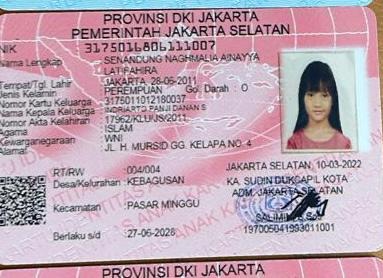 PROVINSI DKI JAKARTA
PEMERINTAH JAKARTA SELATAN
NIK 3175016806111007
Nama Lengkap SENANDUNG NAGHMALIA AINAYYA
LATIFAHIRA
Tempat/Tgl. Lahir JAKARTA, 28-06-2011
Jenis Kelamin PEREMPUAN Gol. Darah : O
Nomor Kartu Keluarga 3175011012180037
Nama Kepala Keluarga INDRIARTO PANJI DANAN S
Nomor Akta Kelahiran 17962/KLU/JS/2011
Agama ISLAM
Kewarganegaraan WNI
Alamat JL. H. MURSID GG. KELAPA NO. 4
RT/RW :004/004
Desa/Kelurahan : KEBAGUSAN
Kecamatan :PASAR MINGGU
Berlaku s/d :27-06-2028
JAKARTA SELATAN, 10-03-2022
KA. SUDIN DUKCAPIL KOTA
ADM. JAKARTA SELATAN
197005041993011001
PROVINSI DKI JAKARTA